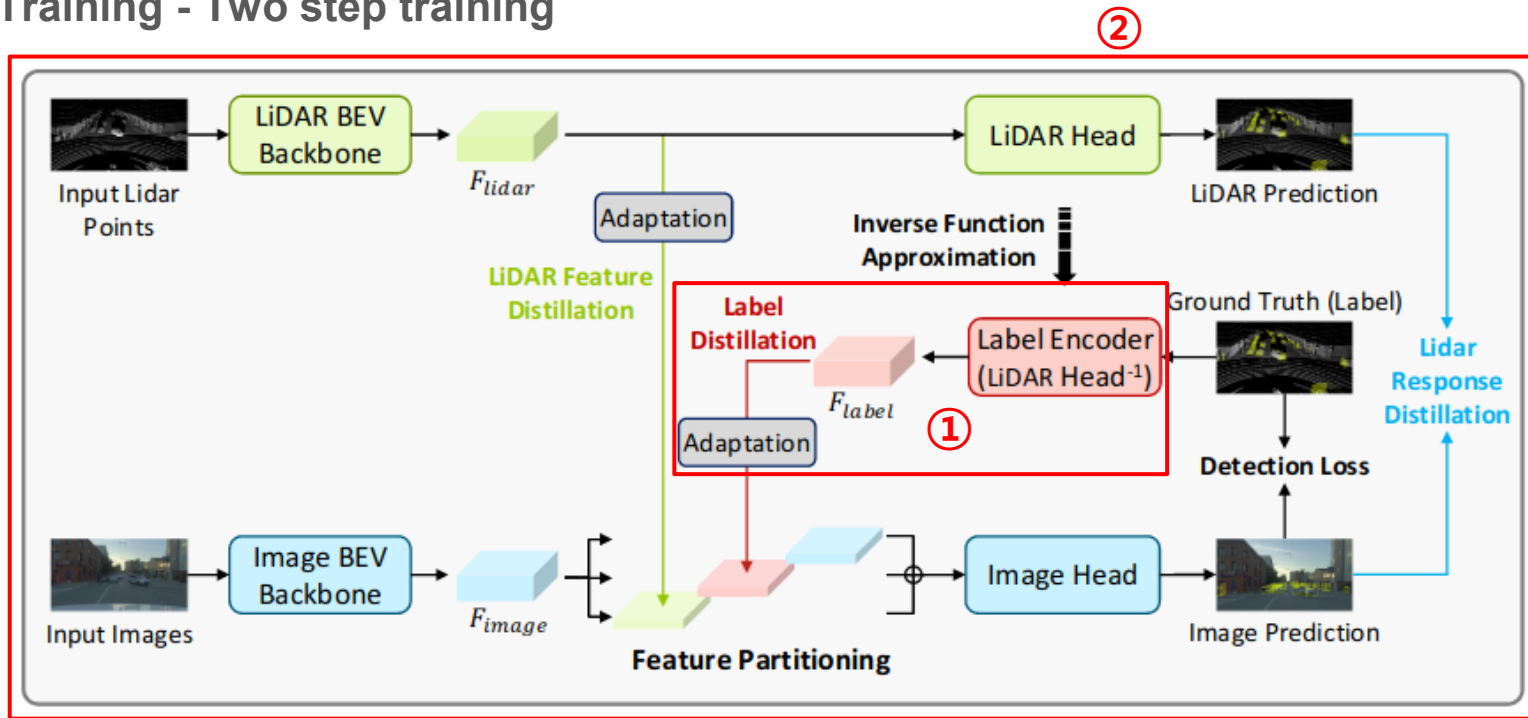 Training - Two step training
②
LiDAR BEV
Backbone
F_lidar
LiDAR Head
Input Lidar
Points
LiDAR Prediction
Adaptation
Inverse Function
Approximation
LiDAR Feature
Distillation
Label
Distillation
F_label
Label Encoder
(LiDAR Head⁻¹)
Ground Truth (Label)
Lidar
Response
Distillation
①
Adaptation
Detection Loss
Image BEV
Backbone
F_image
Image Head
Input Images
Feature Partitioning
Image Prediction